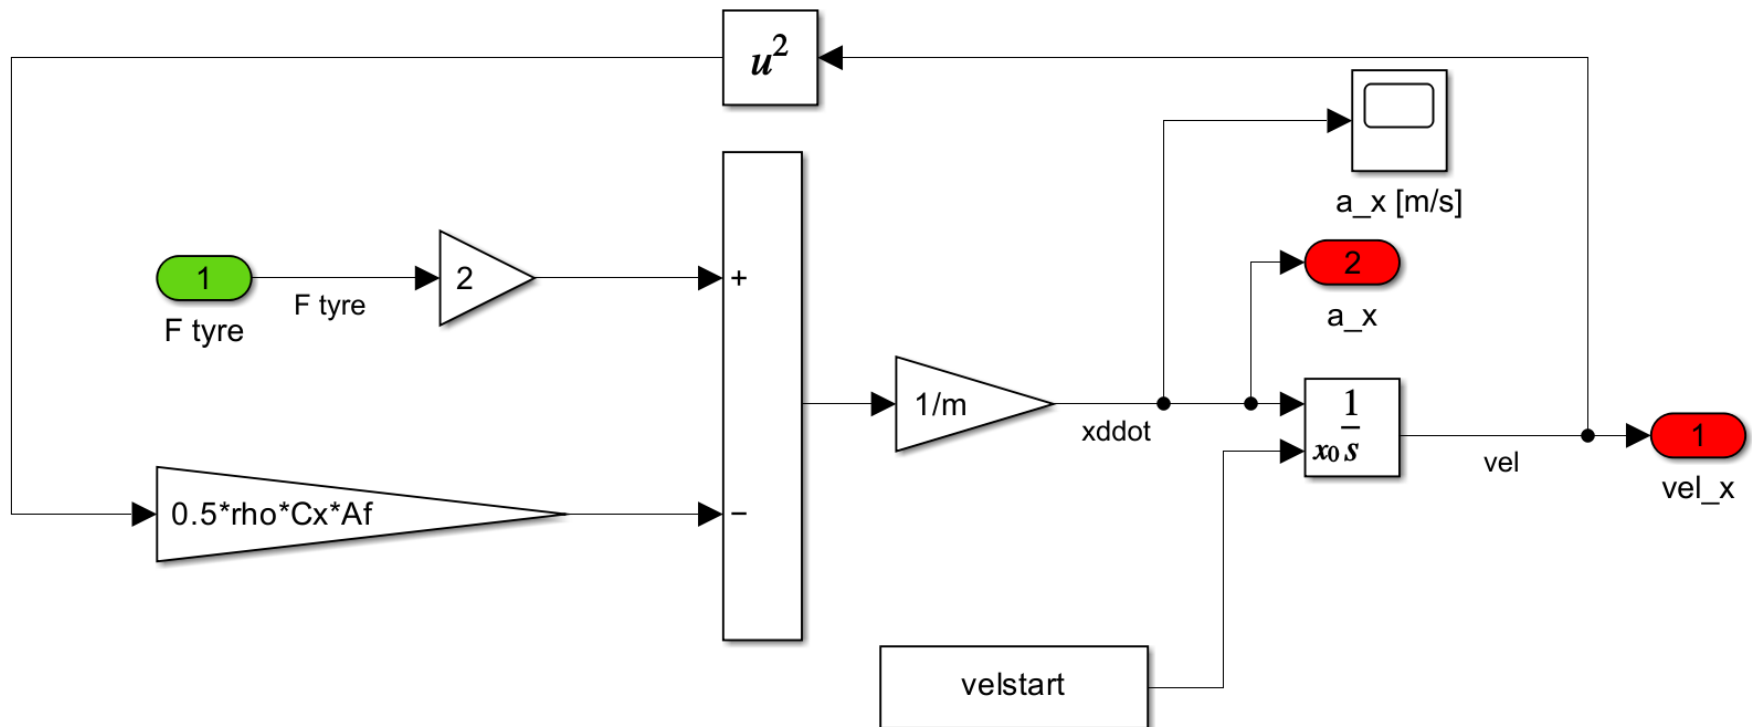 u²
a_x [m/s]
1
F tyre
F tyre
2
+
2
a_x
1/m
xddot
1
x₀ s
vel
1
vel_x
0.5*rho*Cx*Af
−
velstart